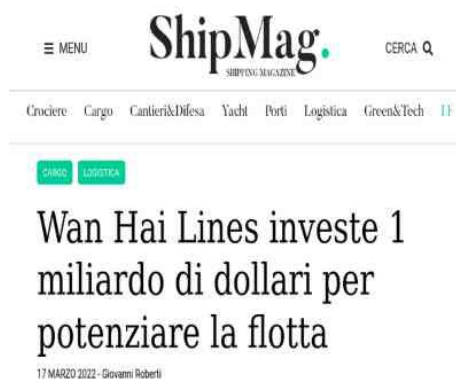 ≡ MENU
ShipMag.
CERCA
SHIPPING MAGAZINE
Crociere Cargo Cantieri&Difesa Yacht Porti Logistica Green&Tech
CARGO LOGISTICA
Wan Hai Lines investe 1
miliardo di dollari per
potenziare la flotta
17 MARZO 2022 - Giovanni Roberti